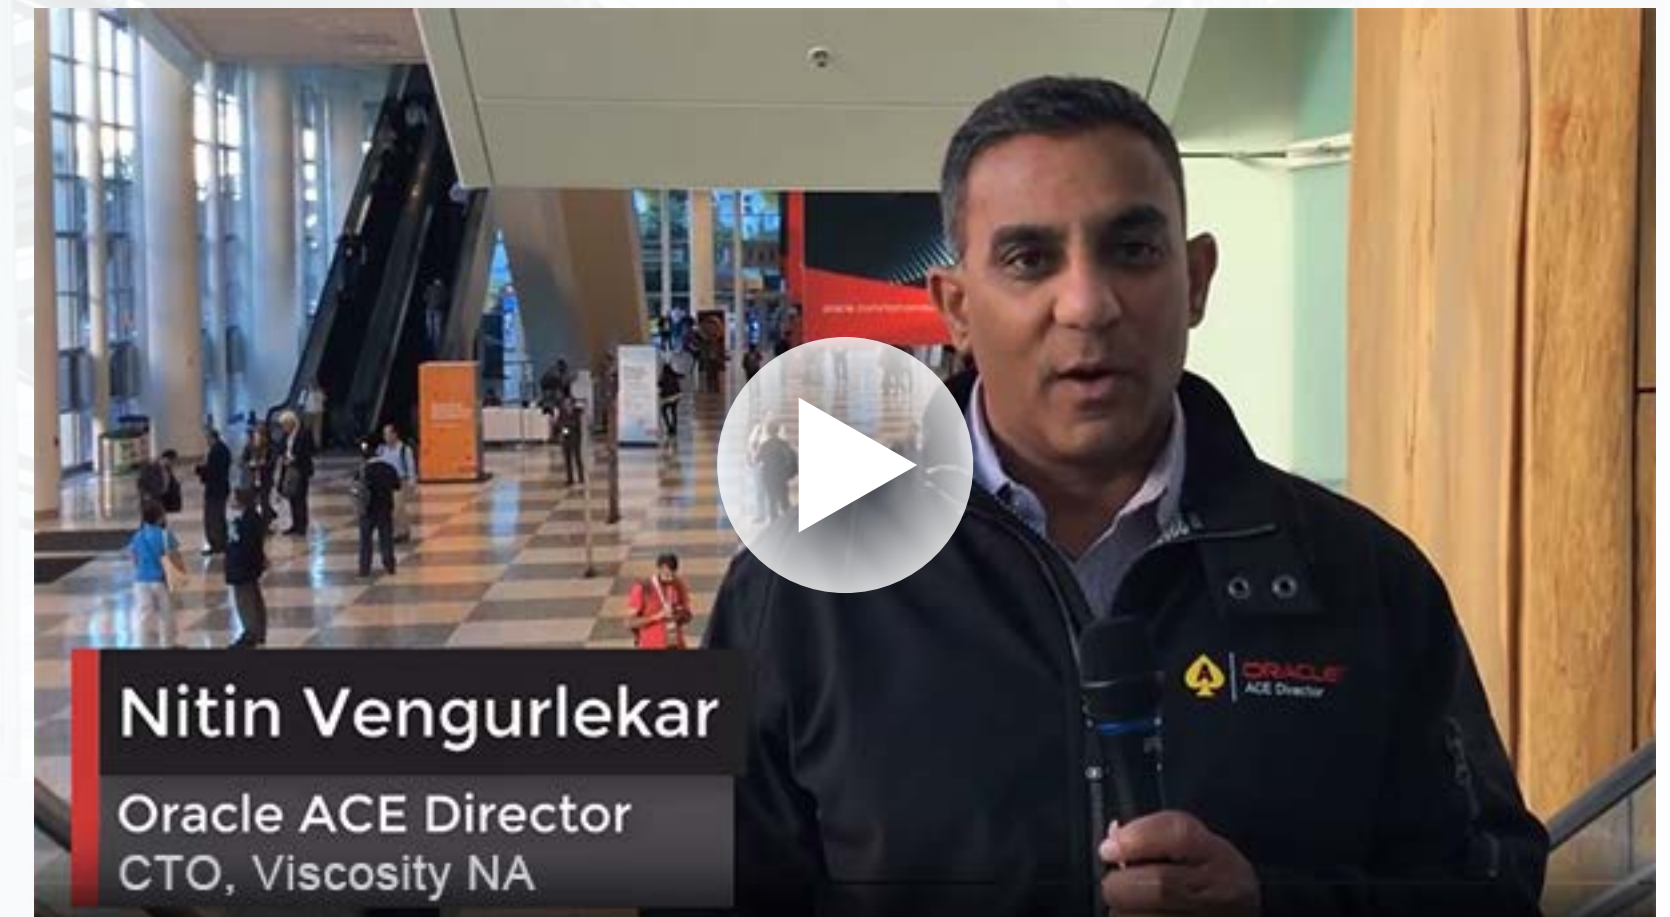 ORACLE
ACE Director
Nitin Vengurlekar
Oracle ACE Director
CTO, Viscosity NA